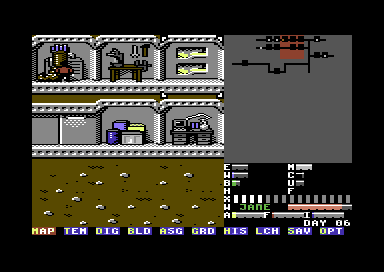 E M
W C
B U
H F
X
W JANE
A F I
DAY 06
MAP TEM DIG BLD ASG GRD HIS LCH SAV OPT